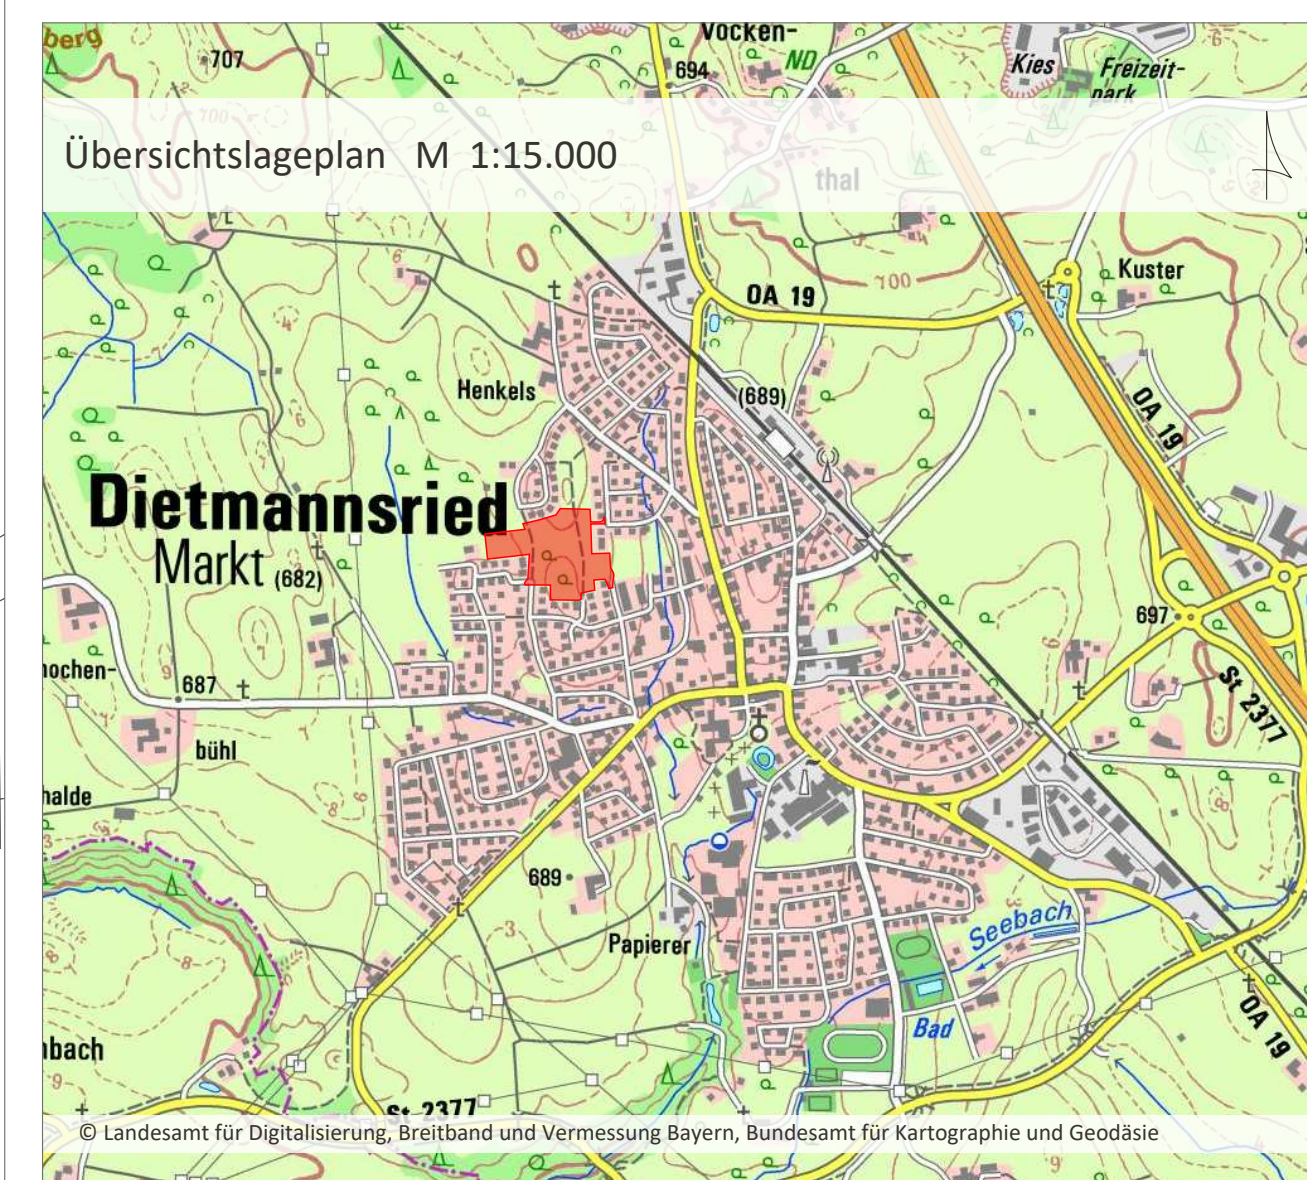 berg
707
Vocken-
694
ND
Kies
Freizeit-
park
700
Übersichtslageplan M 1:15.000
thal
OA 19
700
Kuster
Henkels
(689)
OA 19
Dietmannsried
Markt (682)
697
hochen-
687
St 2377
bühl
halde
689
Papierer
Seebach
Bad
OA 19
nbach
St 2377
© Landesamt für Digitalisierung, Breitband und Vermessung Bayern, Bundesamt für Kartographie und Geodäsie